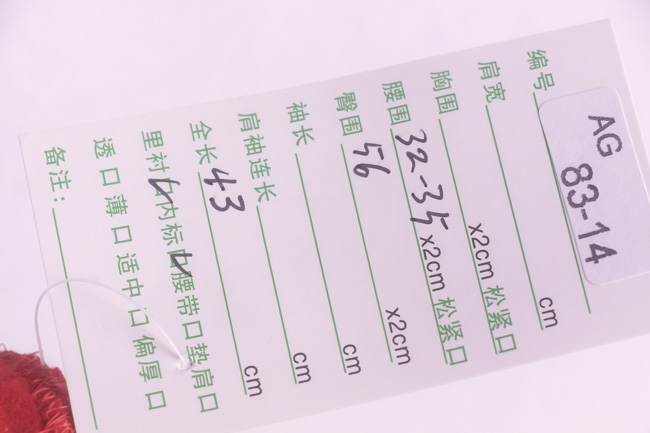 编号 AG 83-14
肩宽 cm
胸围 x2cm 松紧口
腰围 32-35 x2cm 松紧口
臀围 56 x2cm
袖长 cm
肩袖连长 cm
全长 43 cm
里衬口内标口腰带口垫肩口
透口薄口适中口偏厚口
备注：